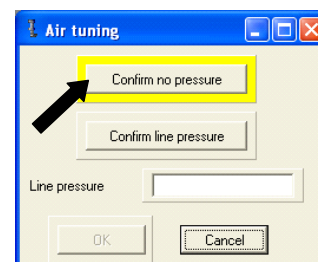 Air tuning
Confirm no pressure
Confirm line pressure
Line pressure
OK
Cancel